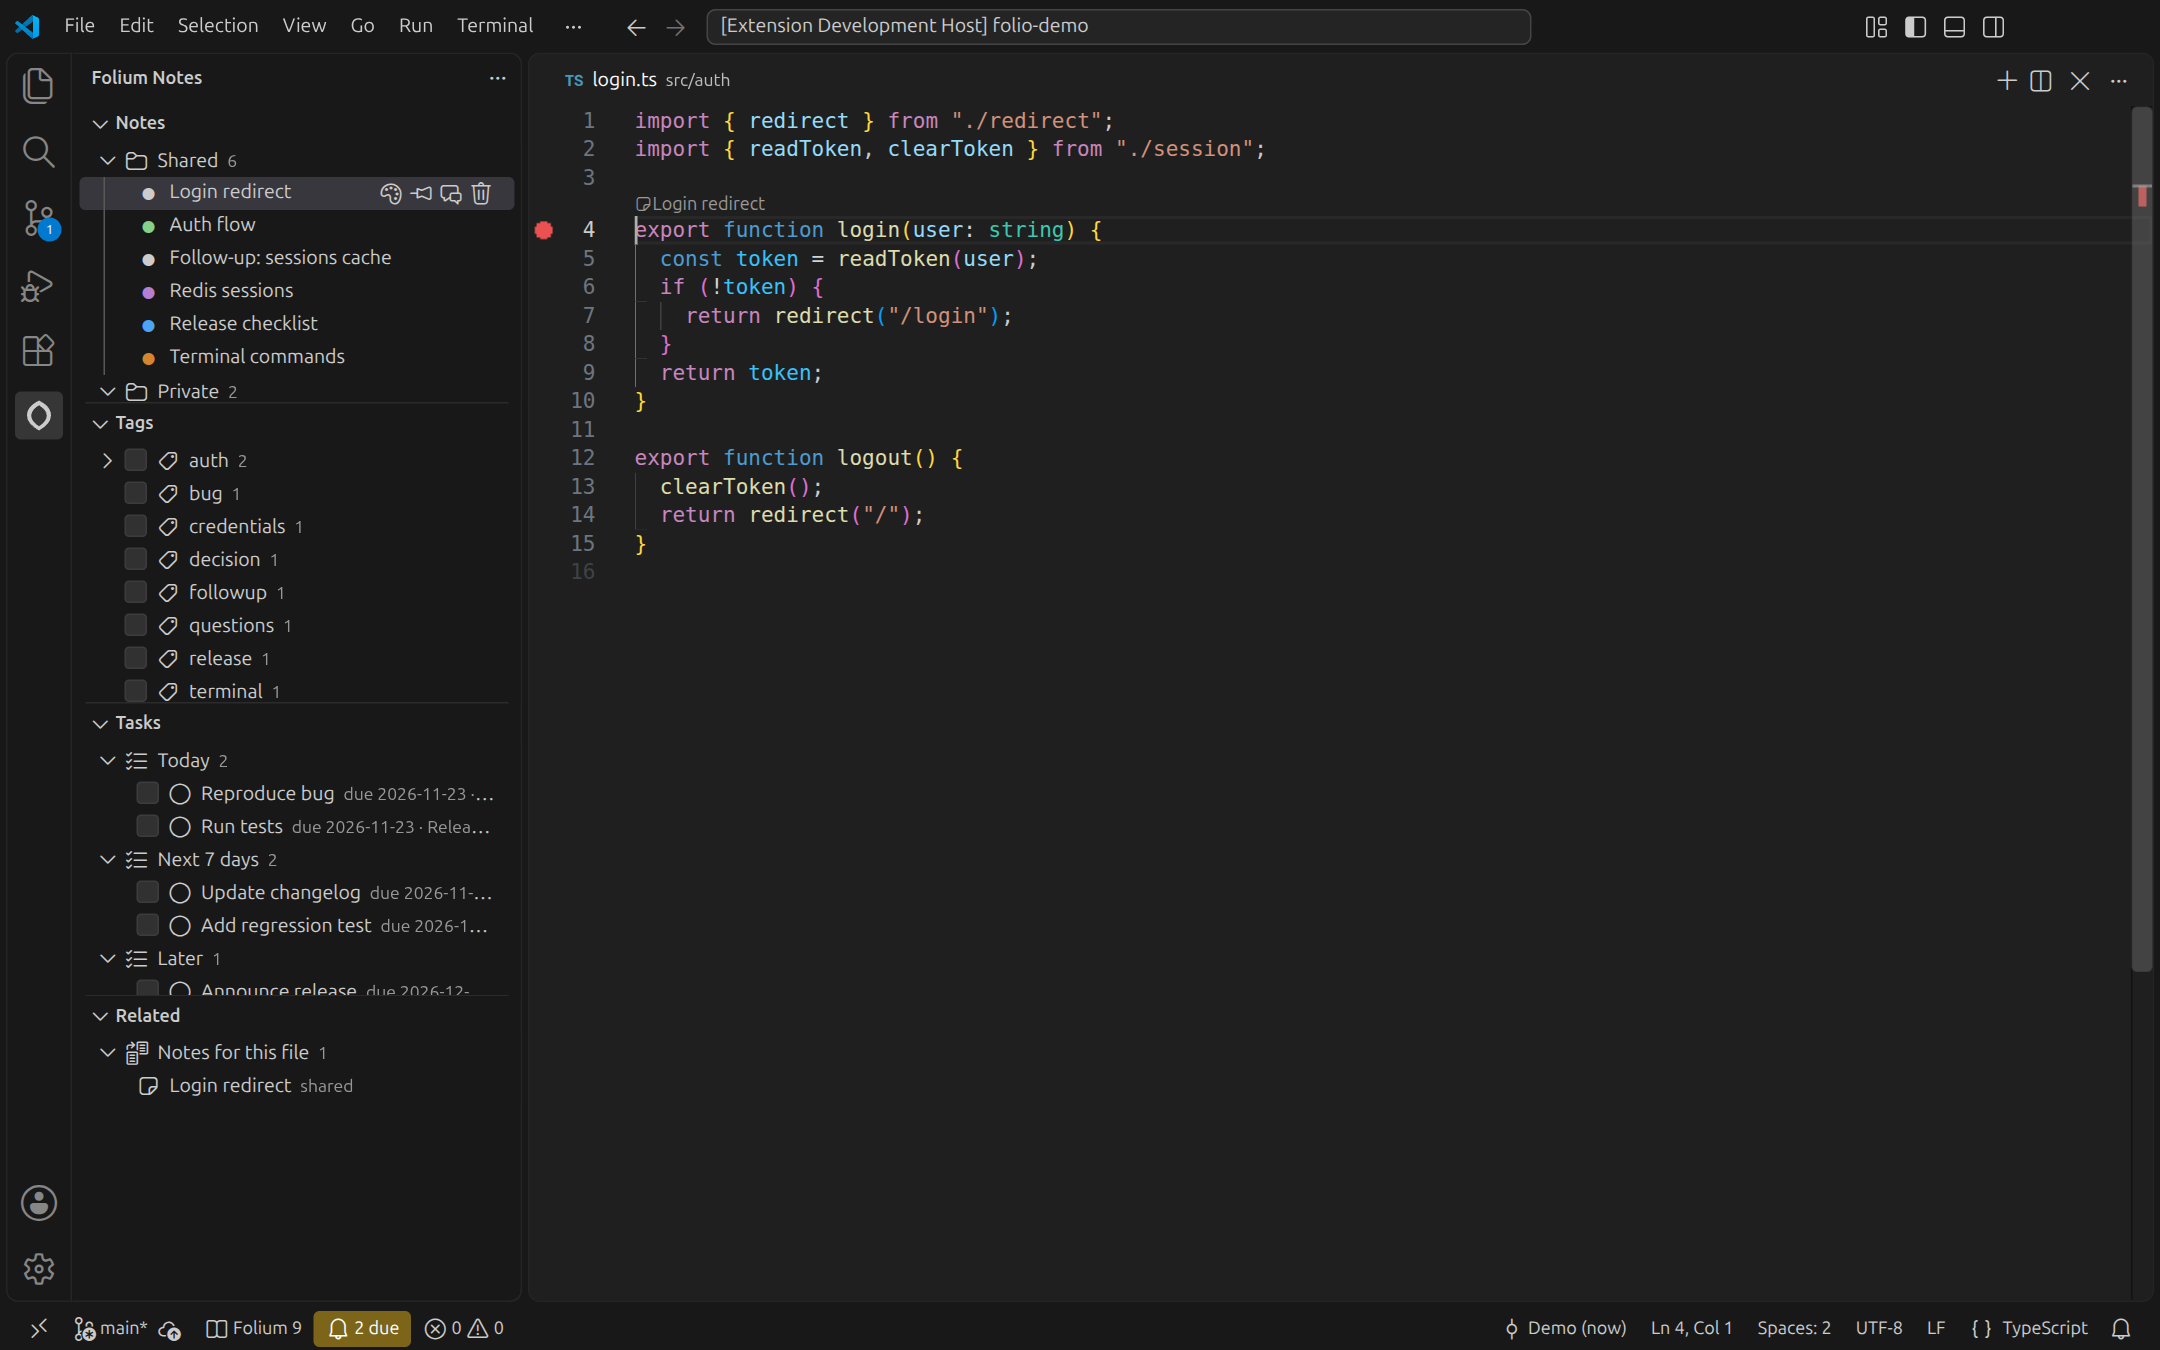 File Edit Selection View Go Run Terminal ...
[Extension Development Host] folio-demo
Folium Notes
Notes
Shared 6
Login redirect
Auth flow
Follow-up: sessions cache
Redis sessions
Release checklist
Terminal commands
Private 2
Tags
auth 2
bug 1
credentials 1
decision 1
followup 1
questions 1
release 1
terminal 1
Tasks
Today 2
Reproduce bug due 2026-11-23 ·...
Run tests due 2026-11-23 · Relea...
Next 7 days 2
Update changelog due 2026-11-...
Add regression test due 2026-1...
Later 1
Announce release due 2026-12-
Related
Notes for this file 1
Login redirect shared
1
TS login.ts src/auth
1 import { redirect } from "./redirect";
2 import { readToken, clearToken } from "./session";
3
Login redirect
4 export function login(user: string) {
5 const token = readToken(user);
6 if (!token) {
7 return redirect("/login");
8 }
9 return token;
10 }
11
12 export function logout() {
13 clearToken();
14 return redirect("/");
15 }
16
main* Folium 9 2 due 0 0
Demo (now) Ln 4, Col 1 Spaces: 2 UTF-8 LF { } TypeScript